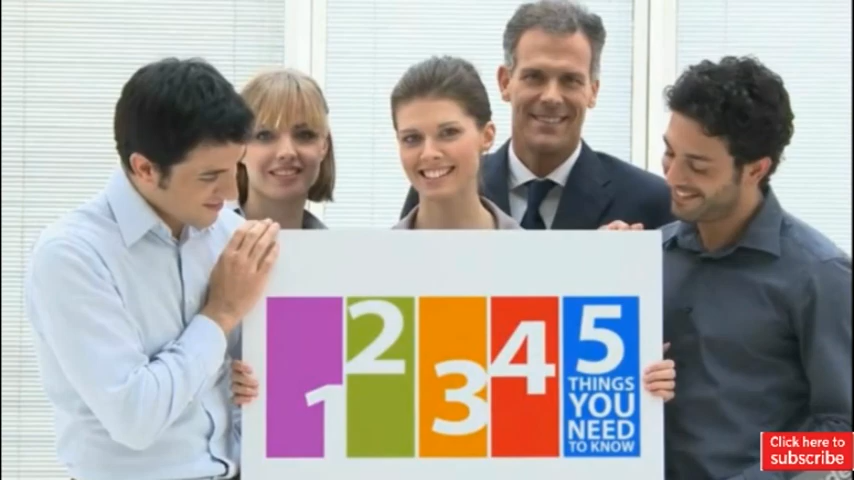 1
2
3
4
5
THINGS
YOU
NEED
TO KNOW
Click here to
subscribe